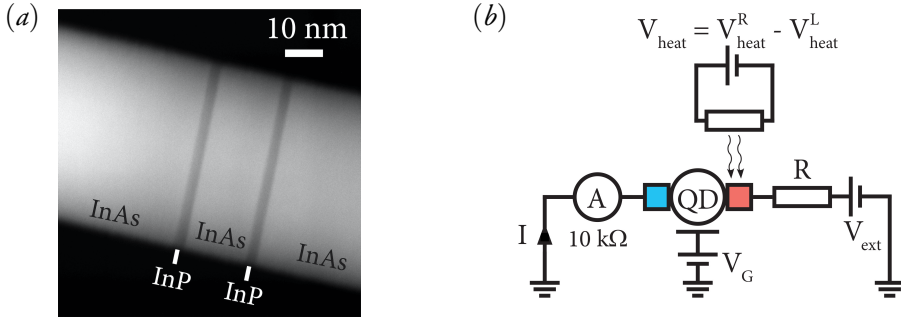 (a)
10 nm
InAs
InAs
InAs
InP
InP
(b)
V_heat = V^R_heat - V^L_heat
A
QD
R
I
10 kΩ
V_G
V_ext